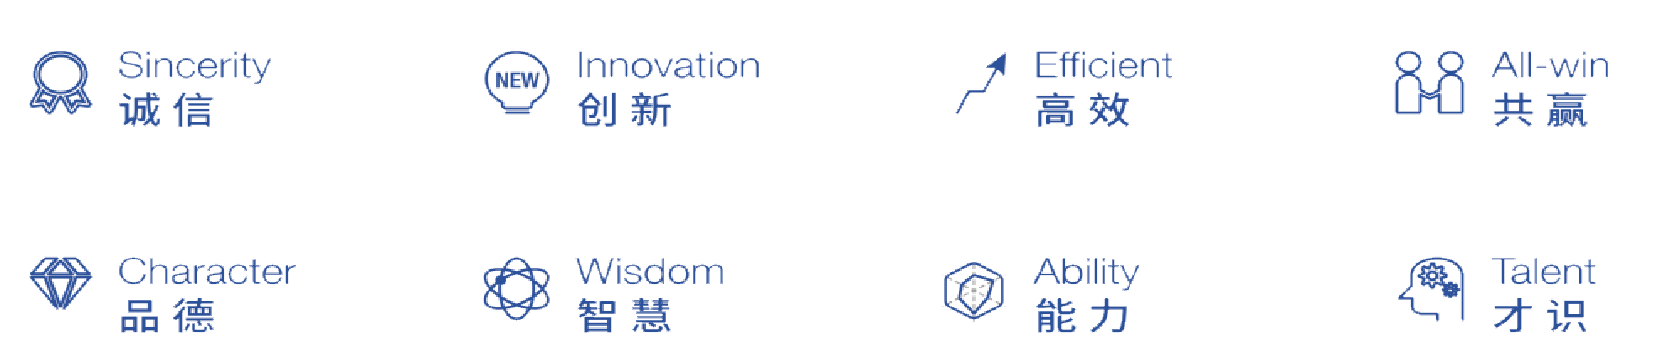 Sincerity
诚信
NEW
Innovation
创新
Efficient
高效
All-win
共赢
Character
品德
Wisdom
智慧
Ability
能力
Talent
才识